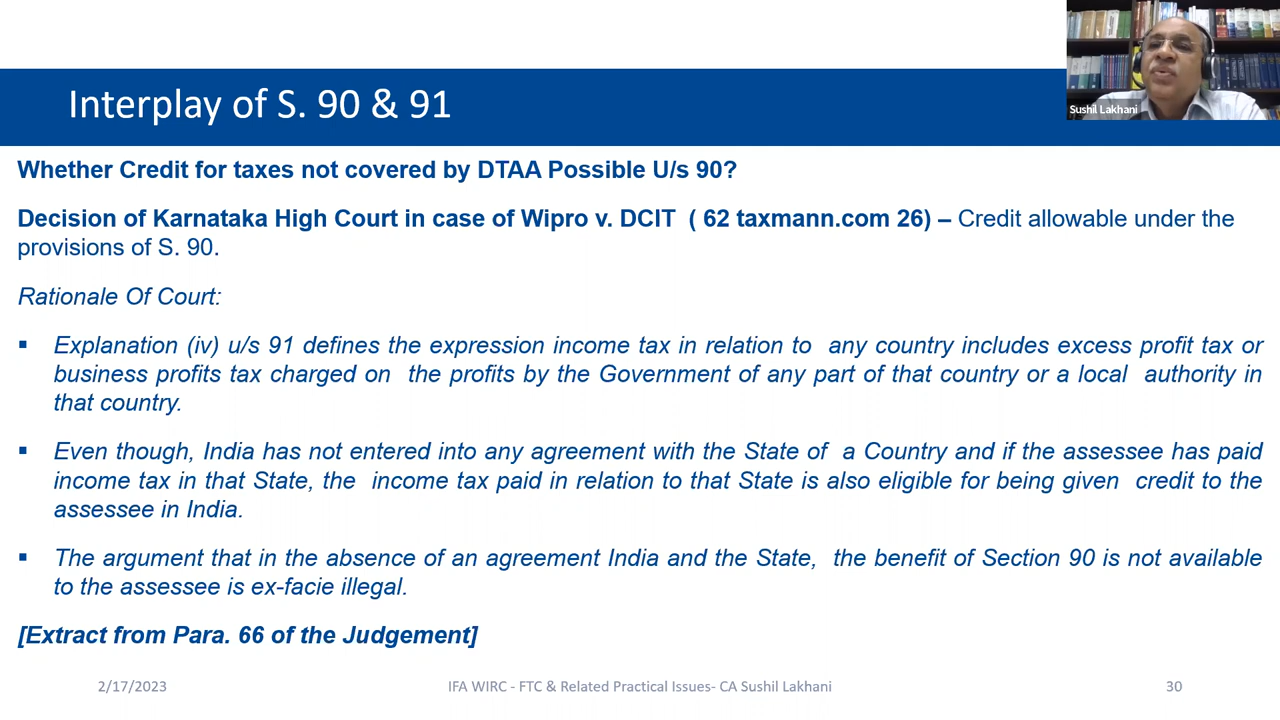 Interplay of S. 90 & 91
Sushil Lakhani
Whether Credit for taxes not covered by DTAA Possible U/s 90?
Decision of Karnataka High Court in case of Wipro v. DCIT ( 62 taxmann.com 26) – Credit allowable under the
provisions of S. 90.
Rationale Of Court:
▪ Explanation (iv) u/s 91 defines the expression income tax in relation to any country includes excess profit tax or
business profits tax charged on the profits by the Government of any part of that country or a local authority in
that country.
▪ Even though, India has not entered into any agreement with the State of a Country and if the assessee has paid
income tax in that State, the income tax paid in relation to that State is also eligible for being given credit to the
assessee in India.
▪ The argument that in the absence of an agreement India and the State, the benefit of Section 90 is not available
to the assessee is ex-facie illegal.
[Extract from Para. 66 of the Judgement]
2/17/2023
IFA WIRC - FTC & Related Practical Issues- CA Sushil Lakhani
30